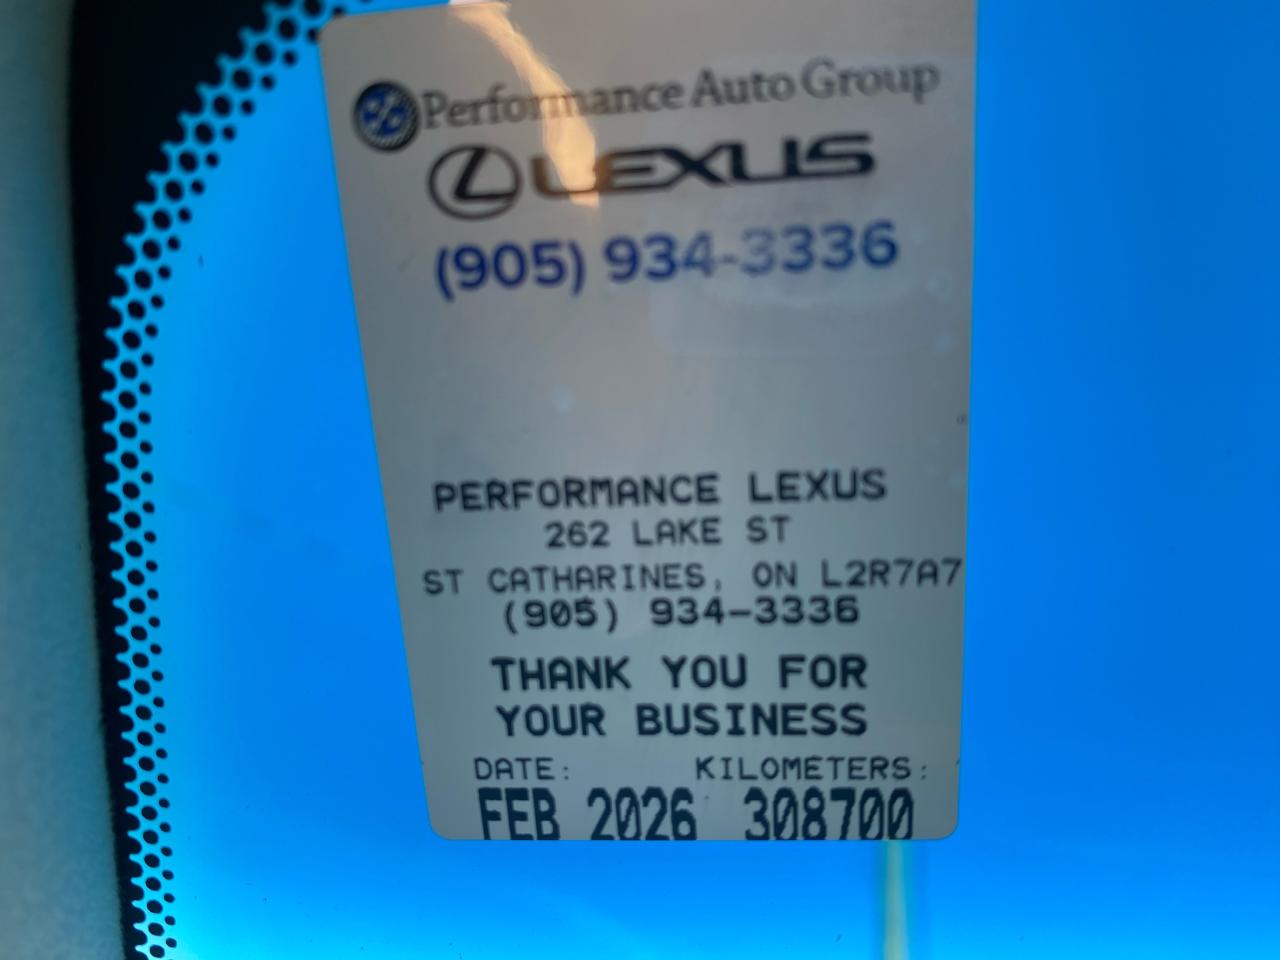 Performance Auto Group
LEXUS
(905) 934-3336
PERFORMANCE LEXUS
262 LAKE ST
ST CATHARINES, ON L2R7A7
(905) 934-3336
THANK YOU FOR
YOUR BUSINESS
DATE: KILOMETERS:
FEB 2026 308700